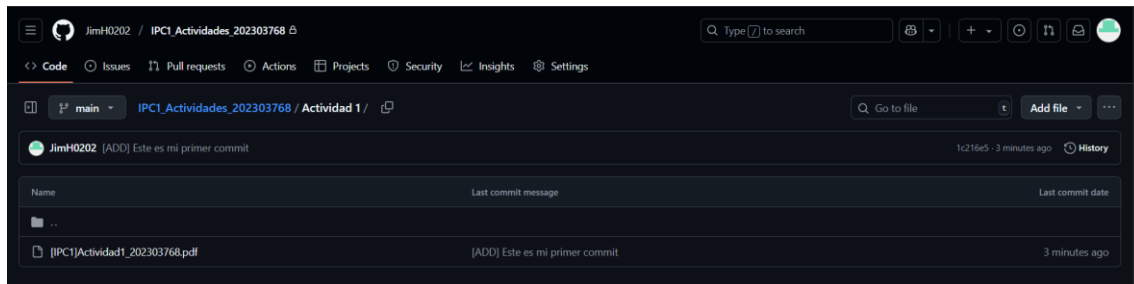 JimH0202 / IPC1_Actividades_202303768
Type / to search
Code Issues Pull requests Actions Projects Security Insights Settings
main IPC1_Actividades_202303768 / Actividad 1 /
Go to file t Add file
JimH0202 [ADD] Este es mi primer commit 1c216e5 · 3 minutes ago History
Name Last commit message Last commit date
..
[IPC1]Actividad1_202303768.pdf [ADD] Este es mi primer commit 3 minutes ago